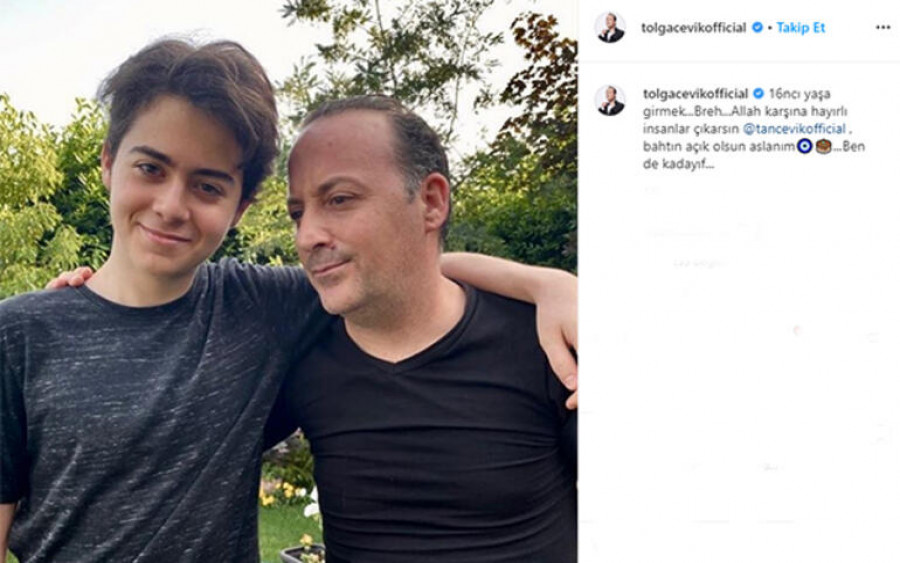 tolgacevikofficial • Takip Et
tolgacevikofficial 16ncı yaşa
girmek...Breh...Allah karşına hayırlı
insanlar çıkarsın @tancevikofficial .
bahtın açık olsun aslanım🧿🎂...Ben
de kadayıf...